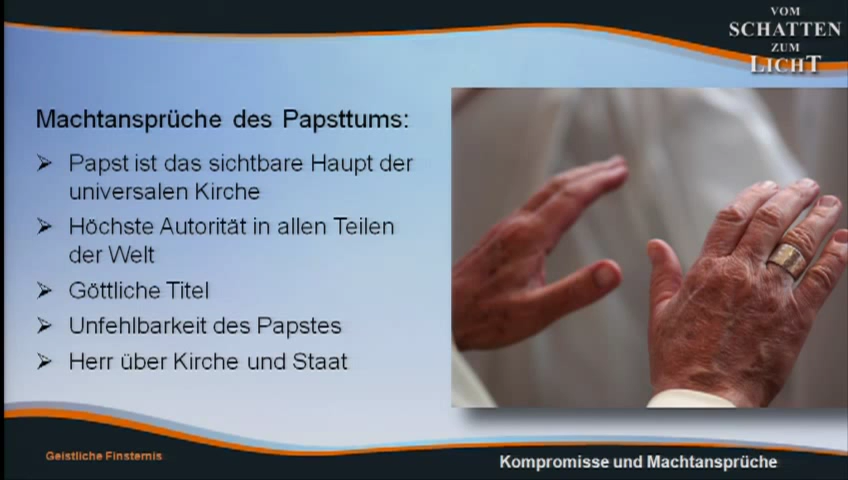 VOM
SCHATTEN
ZUM
LICHT
Machtansprüche des Papsttums:
Papst ist das sichtbare Haupt der
universalen Kirche
Höchste Autorität in allen Teilen
der Welt
Göttliche Titel
Unfehlbarkeit des Papstes
Herr über Kirche und Staat
Geistliche Finsternis
Kompromisse und Machtansprüche